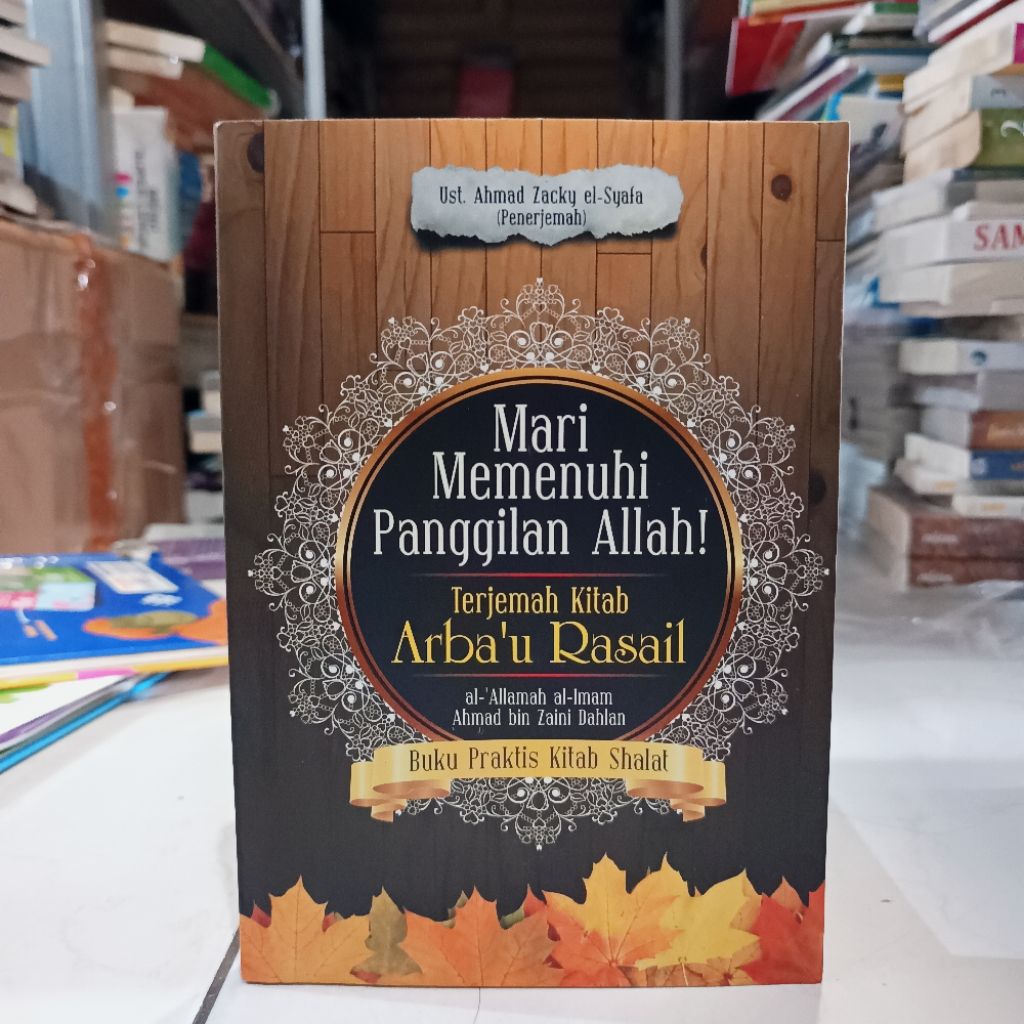 Ust. Ahmad Zacky el-Syafa
(Penerjemah)
Mari
Memenuhi
Panggilan Allah!
Terjemah Kitab
Arba'u Rasail
al-'Allamah al-Imam
Ahmad bin Zaini Dahlan
Buku Praktis Kitab Shalat
SAM